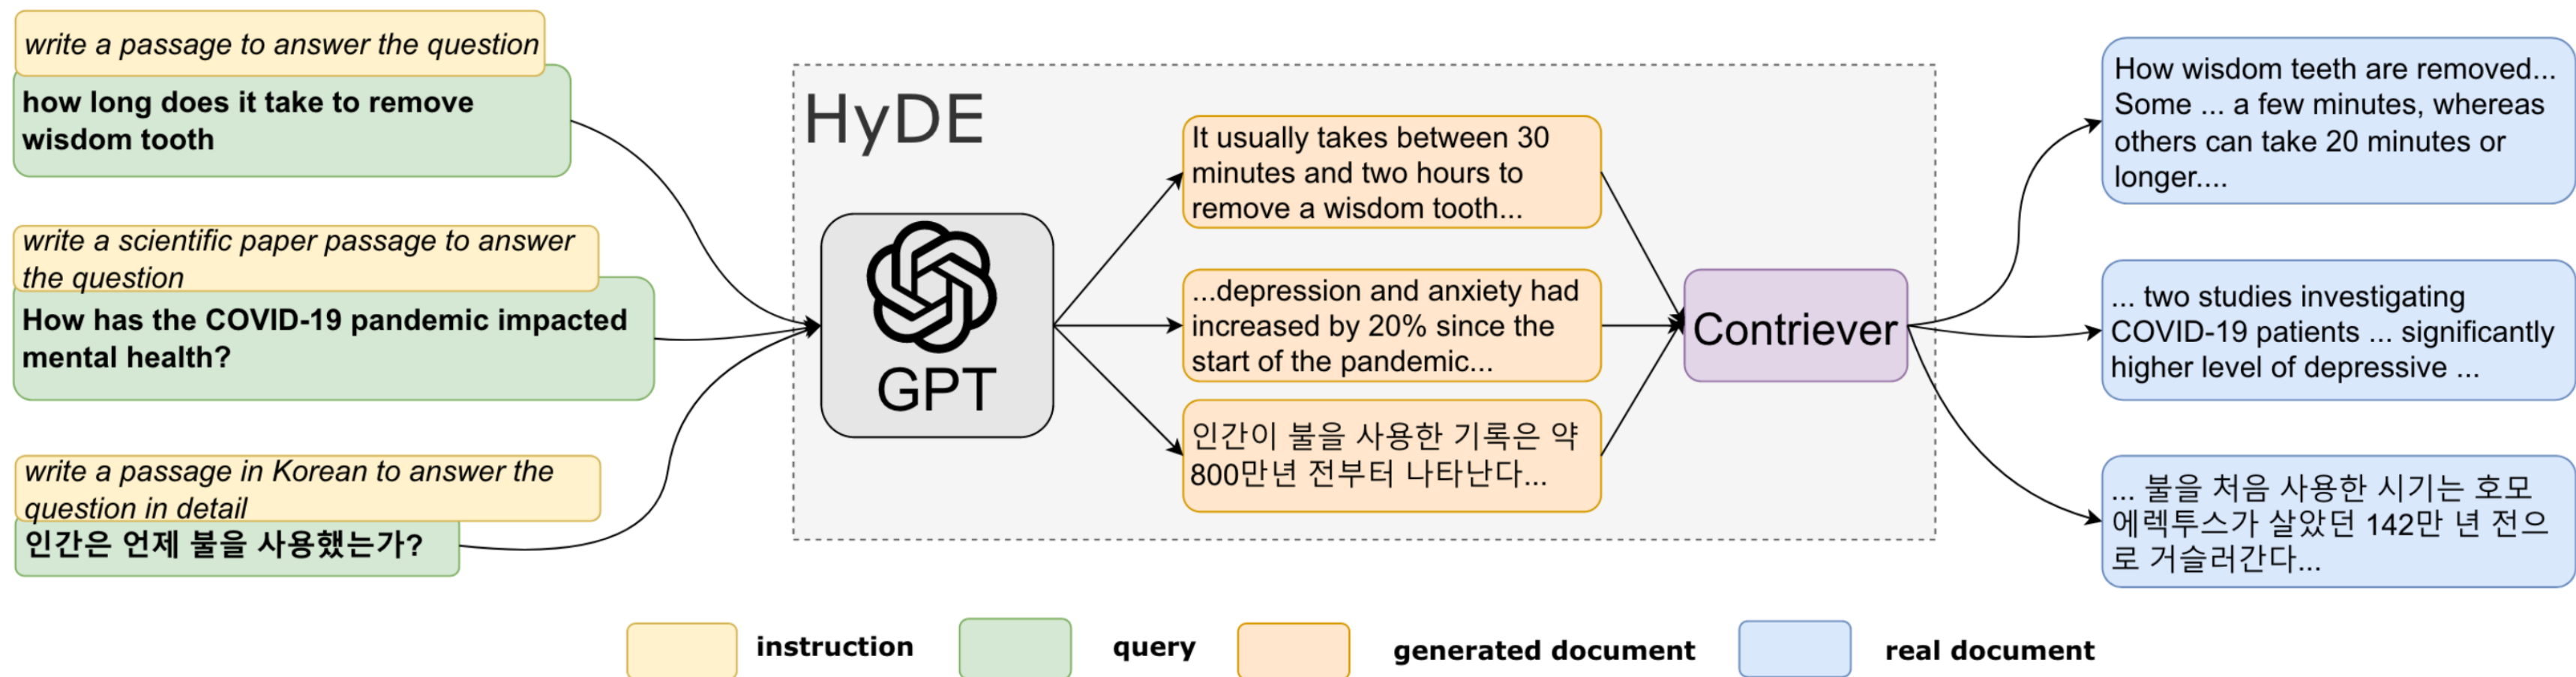 write a passage to answer the question
how long does it take to remove
wisdom tooth
write a scientific paper passage to answer
the question
How has the COVID-19 pandemic impacted
mental health?
write a passage in Korean to answer the
question in detail
인간은 언제 불을 사용했는가?
HyDE
GPT
It usually takes between 30
minutes and two hours to
remove a wisdom tooth...
...depression and anxiety had
increased by 20% since the
start of the pandemic...
인간이 불을 사용한 기록은 약
800만년 전부터 나타난다...
Contriever
How wisdom teeth are removed...
Some ... a few minutes, whereas
others can take 20 minutes or
longer....
... two studies investigating
COVID-19 patients ... significantly
higher level of depressive ...
... 불을 처음 사용한 시기는 호모
에렉투스가 살았던 142만 년 전으
로 거슬러간다...
instruction
query
generated document
real document